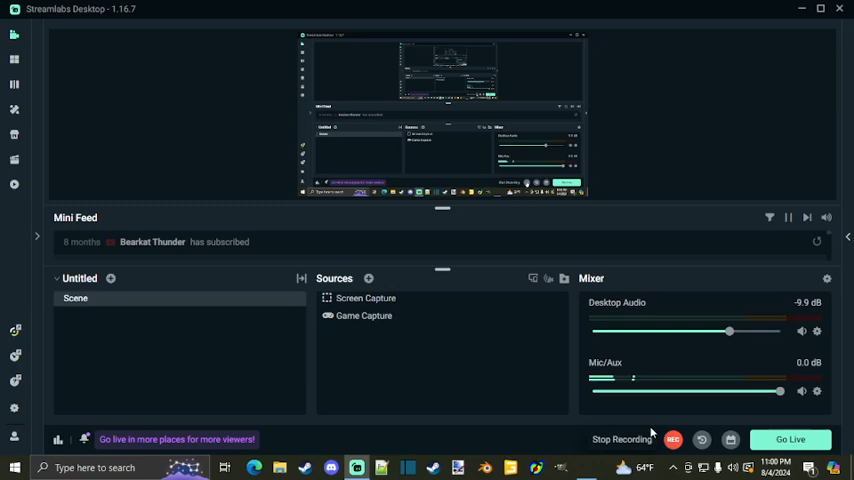 Streamlabs Desktop - 1.16.7
Mini Feed
8 months Bearkat Thunder has subscribed
Untitled
Sources
Mixer
Scene
Screen Capture
Game Capture
Desktop Audio -9.9 dB
Mic/Aux 0.0 dB
Go live in more places for more viewers!
Stop Recording REC Go Live
Type here to search
64°F
11:00 PM
8/4/2024